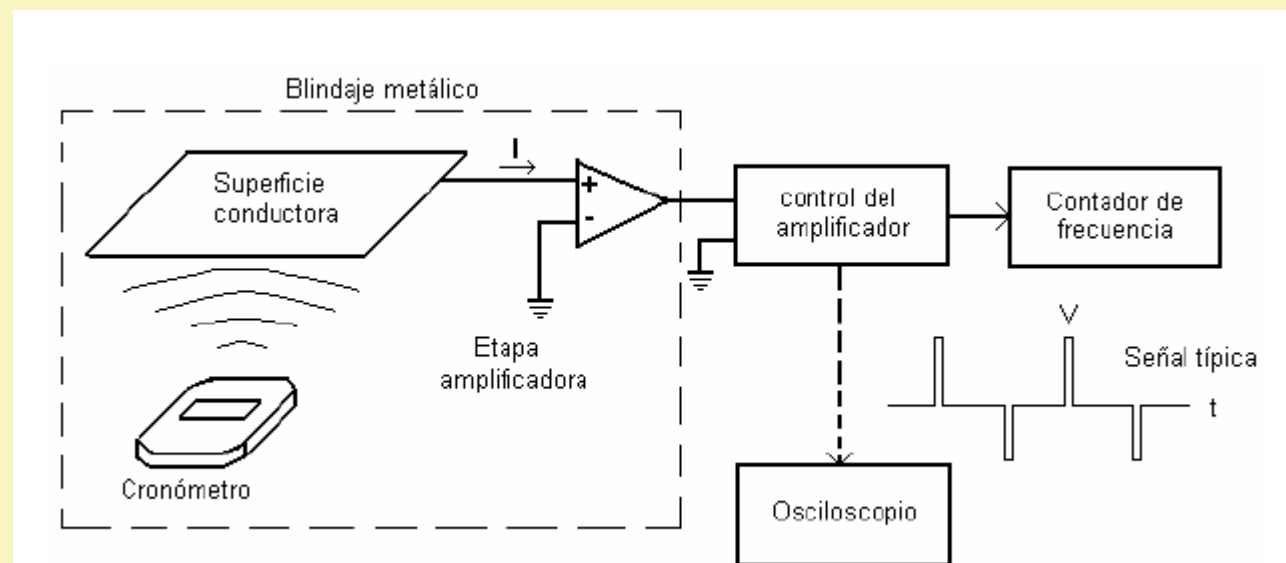 Blindaje metálico
Superficie
conductora
I
+
-
Etapa
amplificadora
Cronómetro
control del
amplificador
Contador de
frecuencia
V
Señal típica
t
Osciloscopio